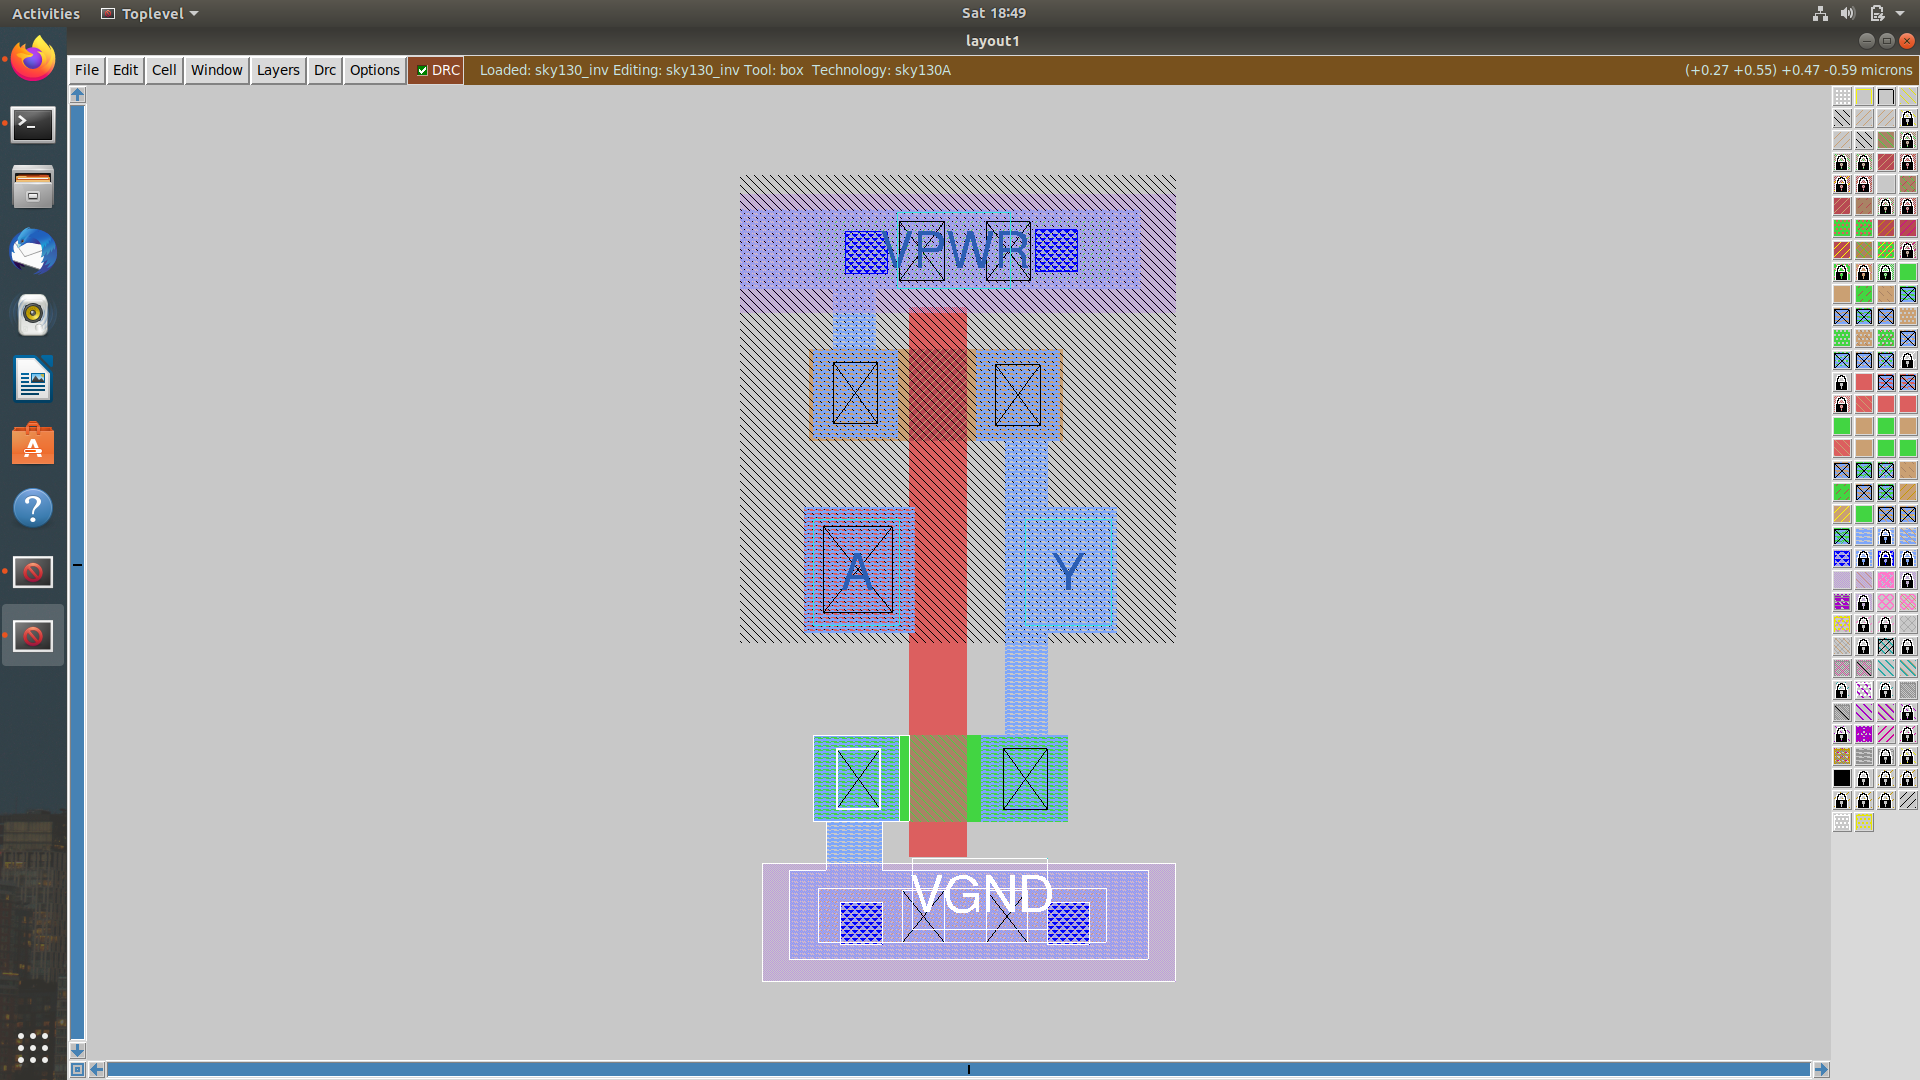 Activities Toplevel Sat 18:49
layout1
File Edit Cell Window Layers Drc Options DRC Loaded: sky130_inv Editing: sky130_inv Tool: box Technology: sky130A (+0.27 +0.55) +0.47 -0.59 microns
VPWR
A Y
VGND